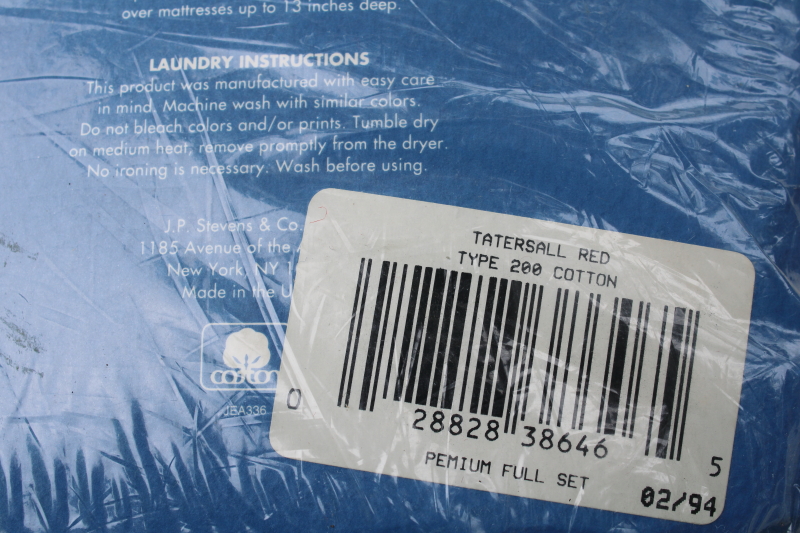 over mattresses up to 13 inches deep.
LAUNDRY INSTRUCTIONS
This product was manufactured with easy care
in mind. Machine wash with similar colors.
Do not bleach colors and/or prints. Tumble dry
on medium heat, remove promptly from the dryer.
No ironing is necessary. Wash before using.
J.P. Stevens & Co.
1185 Avenue of the
New York, NY
Made in the
cotton
JEA336
TATERSALL RED
TYPE 200 COTTON
0 28828 38646 5
PEMIUM FULL SET
02/94